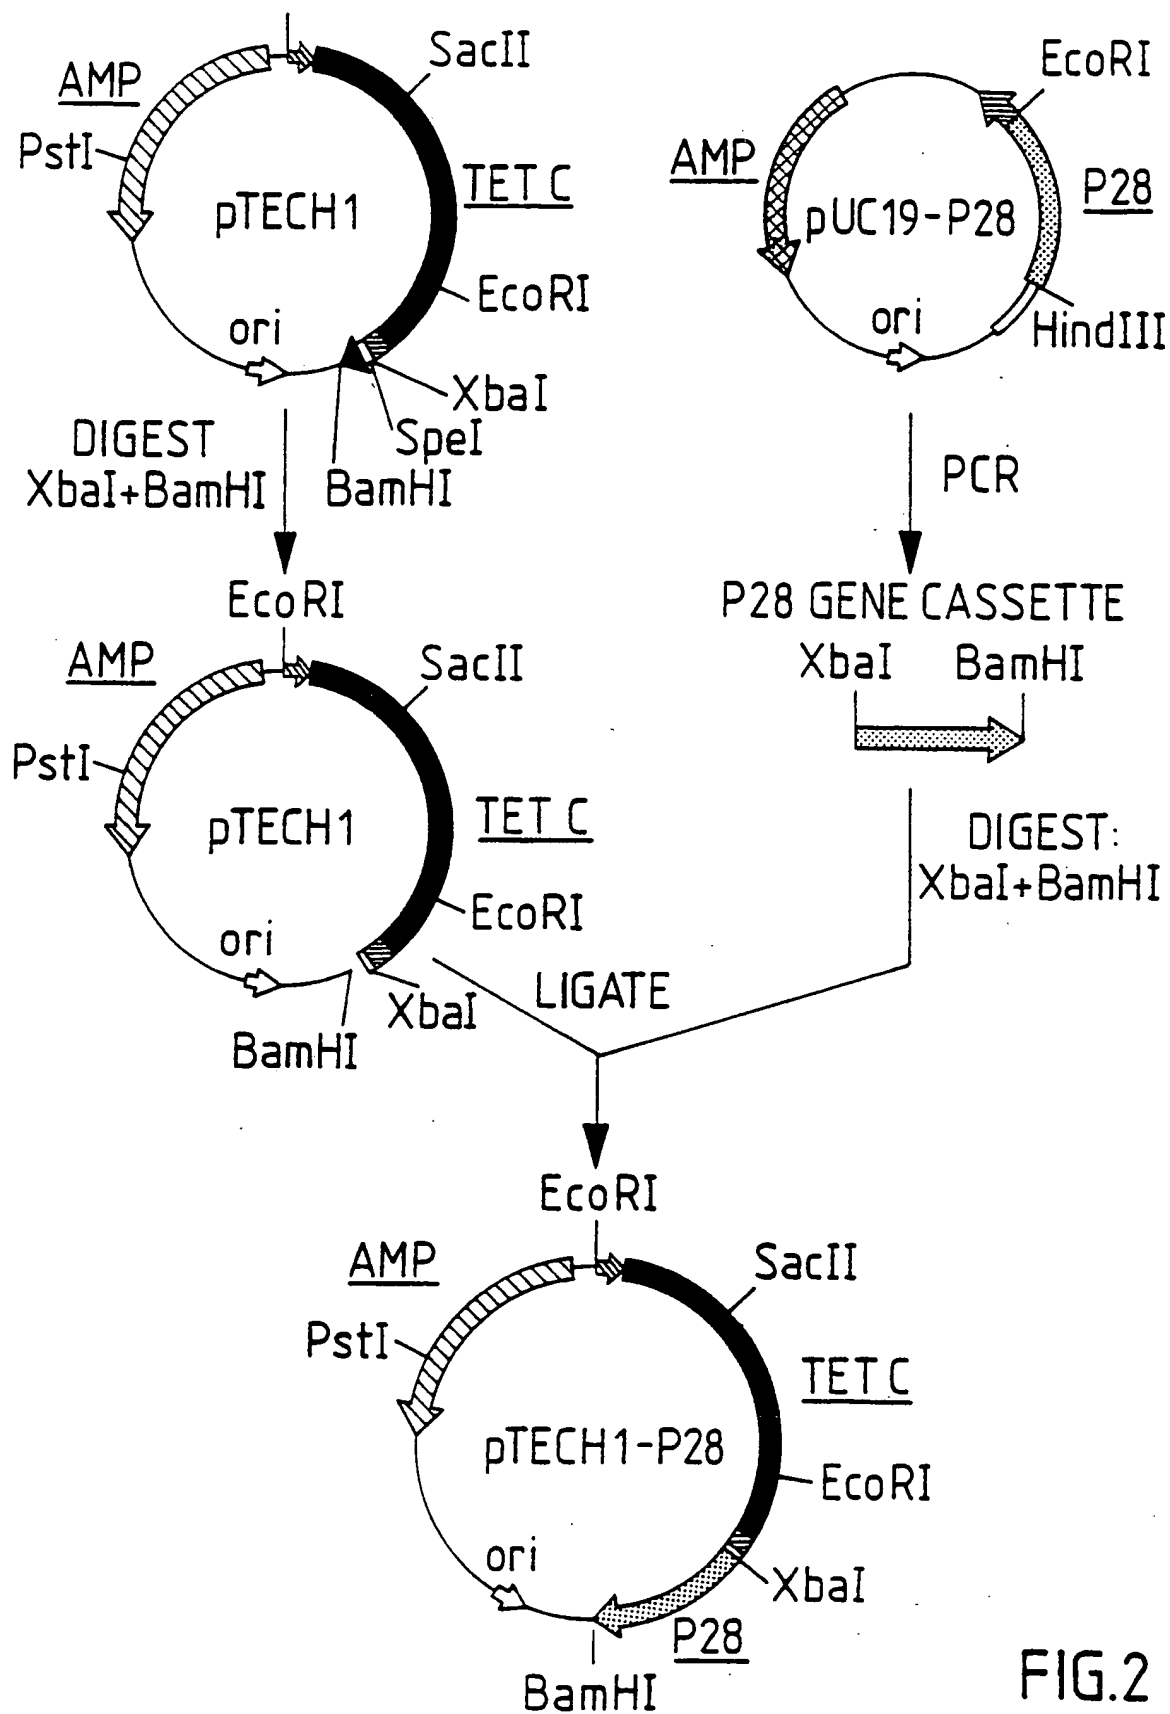 SacII
AMP
PstI
pTECH1
TET C
EcoRI
ori
XbaI
SpeI
BamHI
DIGEST
XbaI+BamHI
EcoRI
AMP
pUC19-P28
P28
ori
HindIII
PCR
P28 GENE CASSETTE
XbaI BamHI
DIGEST:
XbaI+BamHI
EcoRI
AMP
SacII
PstI
pTECH1
TET C
EcoRI
ori
XbaI
BamHI
LIGATE
EcoRI
AMP
SacII
PstI
TET C
pTECH1-P28
EcoRI
ori
XbaI
P28
BamHI
FIG.2